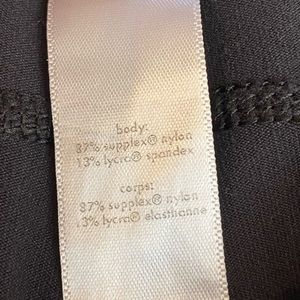 body:
87% supplex® nylon
13% lycra® spandex
corps:
87% supplex® nylon
13% lycra® elasthanne